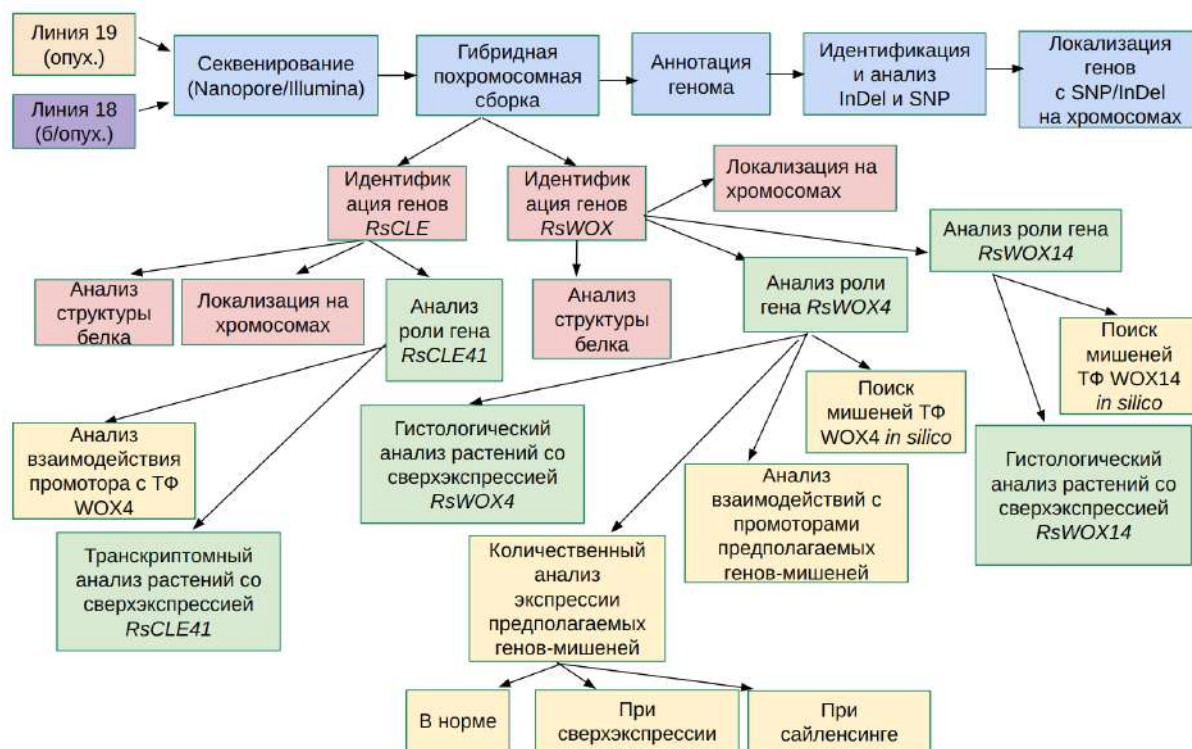 Линия 19
(опух.)
Линия 18
(б/опух.)
Секвенирование
(Nanopore/Illumina)
Гибридная
похромосомная
сборка
Аннотация
генома
Идентификация
и анализ
InDel и SNP
Локализация
генов
с SNP/InDel
на хромосомах
Идентифик
ация генов
RsCLE
Идентифик
ация генов
RsWOX
Локализация на
хромосомах
Анализ роли гена
RsWOX14
Анализ
структуры
белка
Локализация на
хромосомах
Анализ
роли гена
RsCLE41
Анализ
структуры
белка
Анализ роли
гена RsWOX4
Поиск
мишеней
ТФ WOX14
in silico
Анализ
взаимодействия
промотора с ТФ
WOX4
Гистологический
анализ растений со
сверхэкспрессией
RsWOX4
Поиск
мишеней ТФ
WOX4 in silico
Гистологический
анализ растений со
сверхэкспрессией
RsWOX14
Транскриптомный
анализ растений со
сверхэкспрессией
RsCLE41
Количественный
анализ
экспрессии
предполагаемых
генов-мишеней
Анализ
взаимодействий с
промоторами
предполагаемых
генов-мишеней
В норме
При
сверхэкспрессии
При
сайленсинге